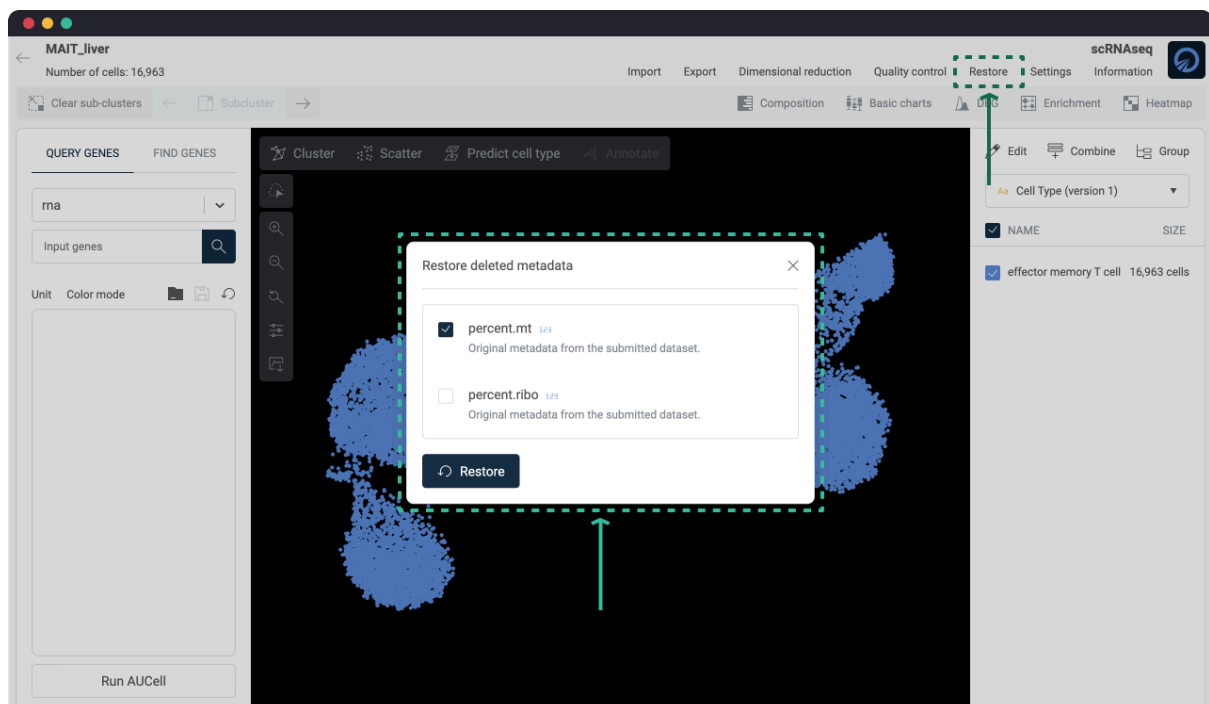 MAIT_liver
Number of cells: 16,963
Import Export Dimensional reduction Quality control Restore Settings Information
scRNAseq
Clear sub-clusters Subcluster
Composition Basic charts DEG Enrichment Heatmap
QUERY GENES FIND GENES
rna
Input genes
Unit Color mode
Run AUCell
Cluster Scatter Predict cell type Annotate
Restore deleted metadata
percent.mt 123
Original metadata from the submitted dataset.
percent.ribo 123
Original metadata from the submitted dataset.
Restore
Edit Combine Group
Aa Cell Type (version 1)
NAME SIZE
effector memory T cell 16,963 cells